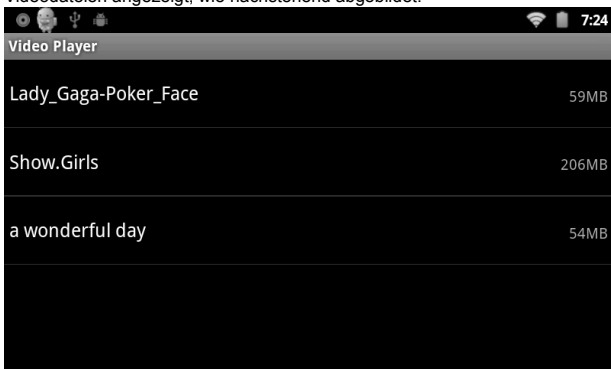 Videodateien angezeigt, wie nachstehend abgebildet.
7:24
Video Player
Lady_Gaga-Poker_Face 59MB
Show.Girls 206MB
a wonderful day 54MB